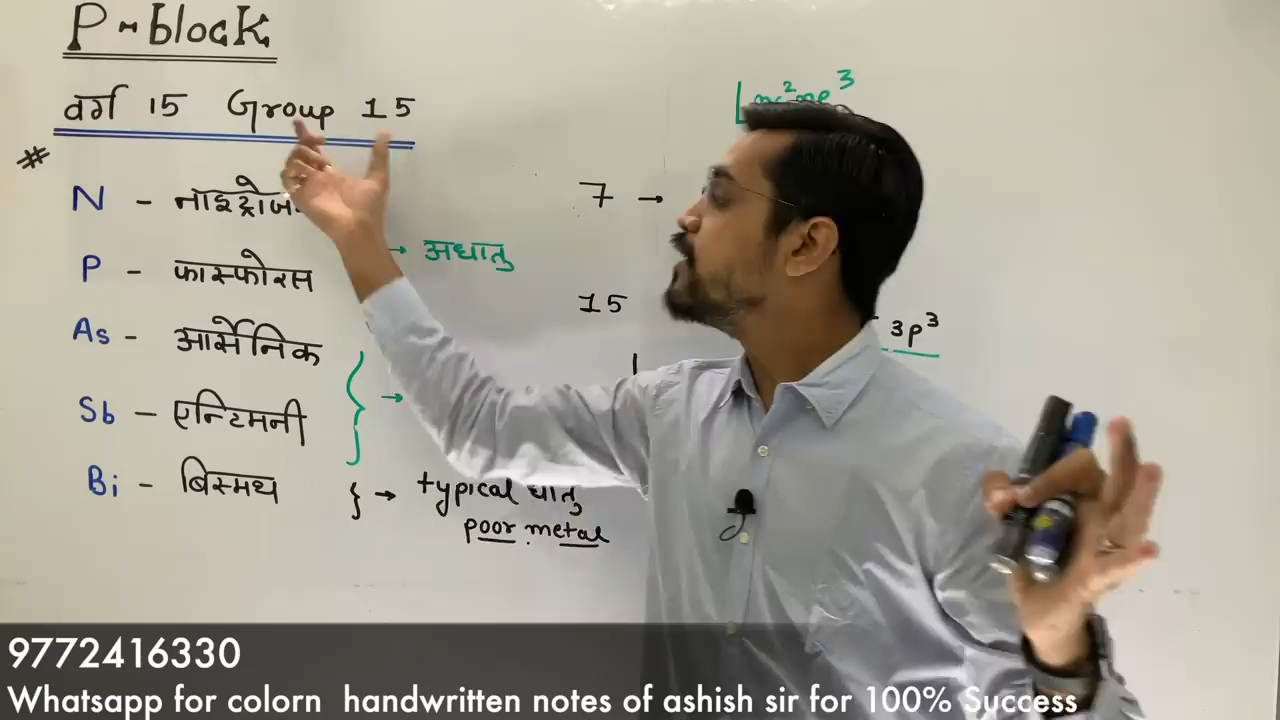 P-block
वर्ग 15 Group 15
#
N - नाइट्रोजन
P - फास्फोरस
→ अधातु
As - आर्सेनिक
Sb - एन्टिमनी
Bi - बिस्मथ
} → typical धातु
poor metal
ns²np³
7 →
15
3p³
9772416330
Whatsapp for colorn handwritten notes of ashish sir for 100% Success